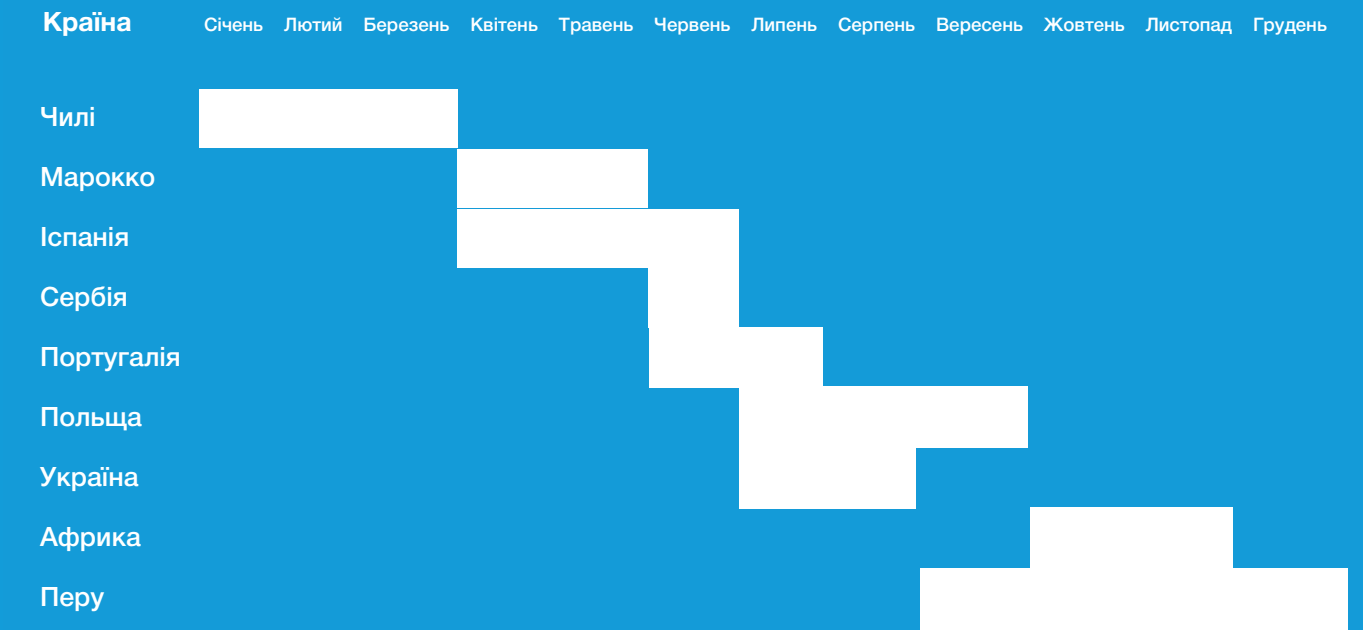 Країна Січень Лютий Березень Квітень Травень Червень Липень Серпень Вересень Жовтень Листопад Грудень
Чилі
Марокко
Іспанія
Сербія
Португалія
Польща
Україна
Африка
Перу